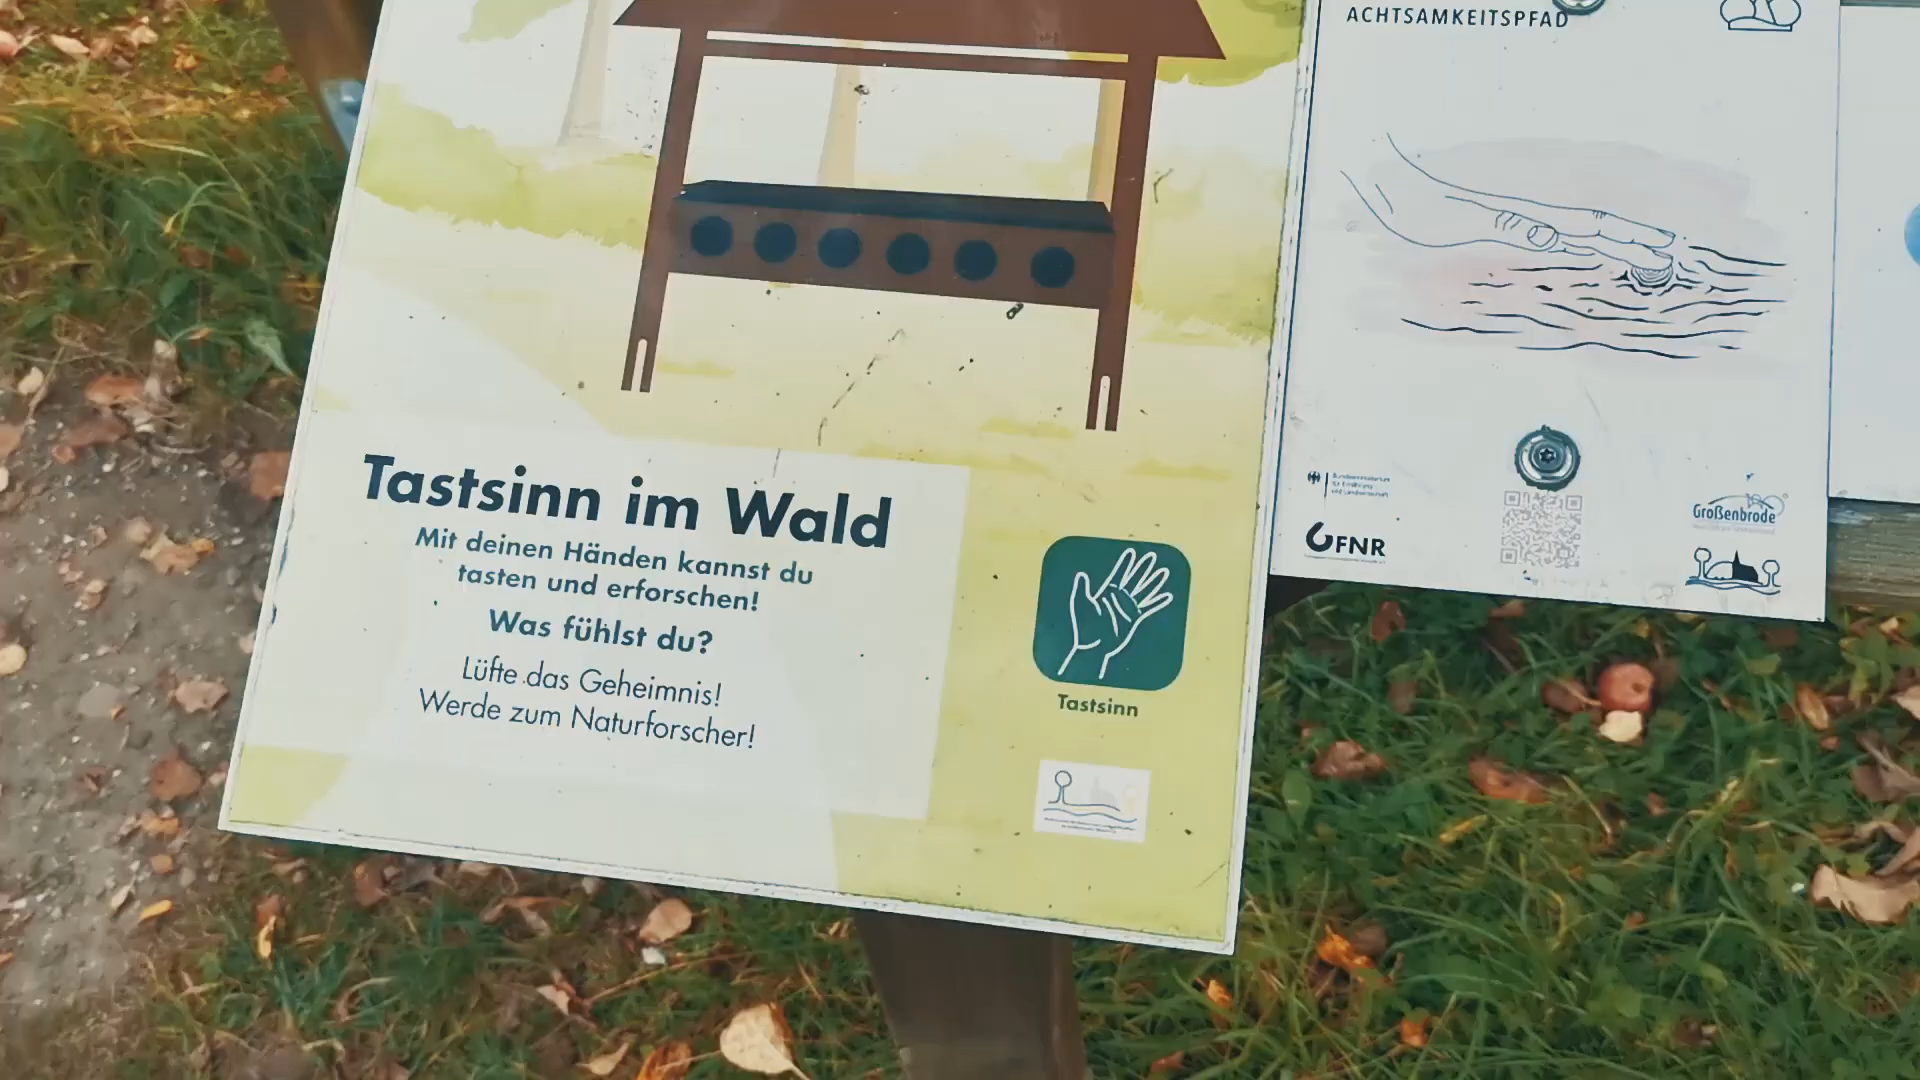 Tastsinn im Wald
Mit deinen Händen kannst du
tasten und erforschen!
Was fühlst du?
Lüfte das Geheimnis!
Werde zum Naturforscher!
Tastsinn
ACHTSAMKEITSPFAD
FNR
Großenbrode